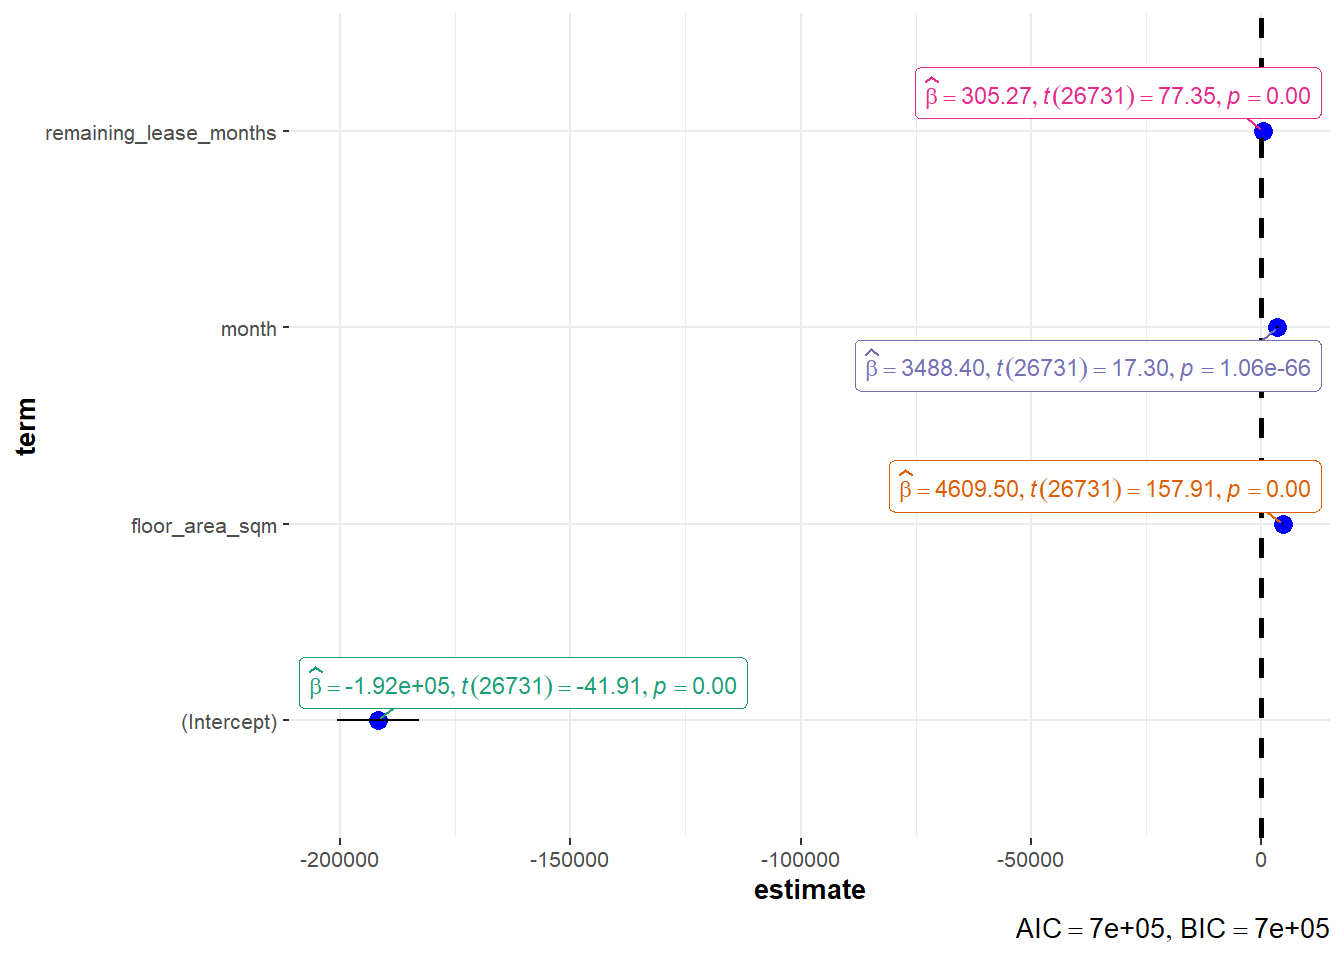 β̂ = 305.27, t(26731) = 77.35, p = 0.00
remaining_lease_months
month
β̂ = 3488.40, t(26731) = 17.30, p = 1.06e-66
term
β̂ = 4609.50, t(26731) = 157.91, p = 0.00
floor_area_sqm
β̂ = -1.92e+05, t(26731) = -41.91, p = 0.00
(Intercept)
-200000 -150000 -100000 -50000 0
estimate
AIC = 7e+05, BIC = 7e+05